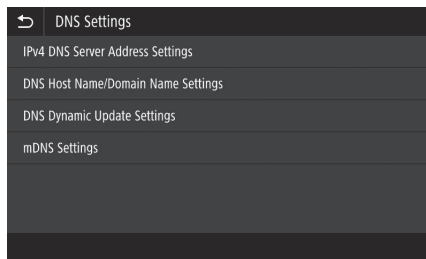 DNS Settings
IPv4 DNS Server Address Settings
DNS Host Name/Domain Name Settings
DNS Dynamic Update Settings
mDNS Settings